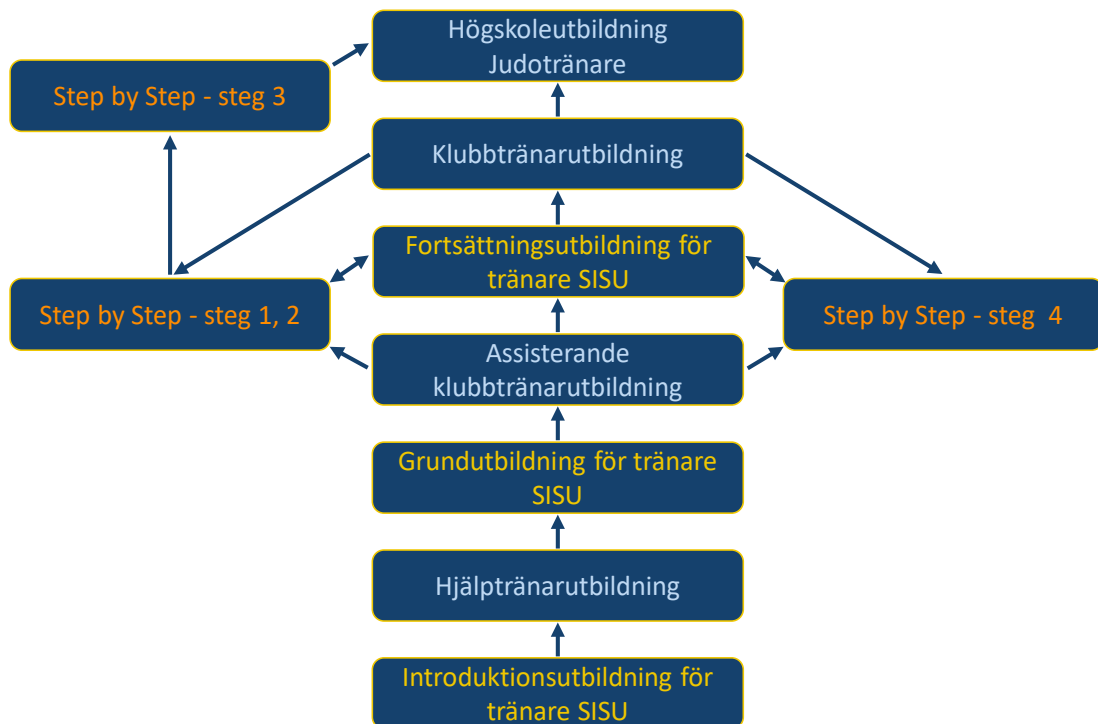 Högskoleutbildning
Judotränare
Step by Step - steg 3
Klubbtränarutbildning
Fortsättningsutbildning för
tränare SISU
Step by Step - steg 1, 2
Step by Step - steg  4
Assisterande
klubbtränarutbildning
Grundutbildning för tränare
SISU
Hjälptränarutbildning
Introduktionsutbildning för
tränare SISU